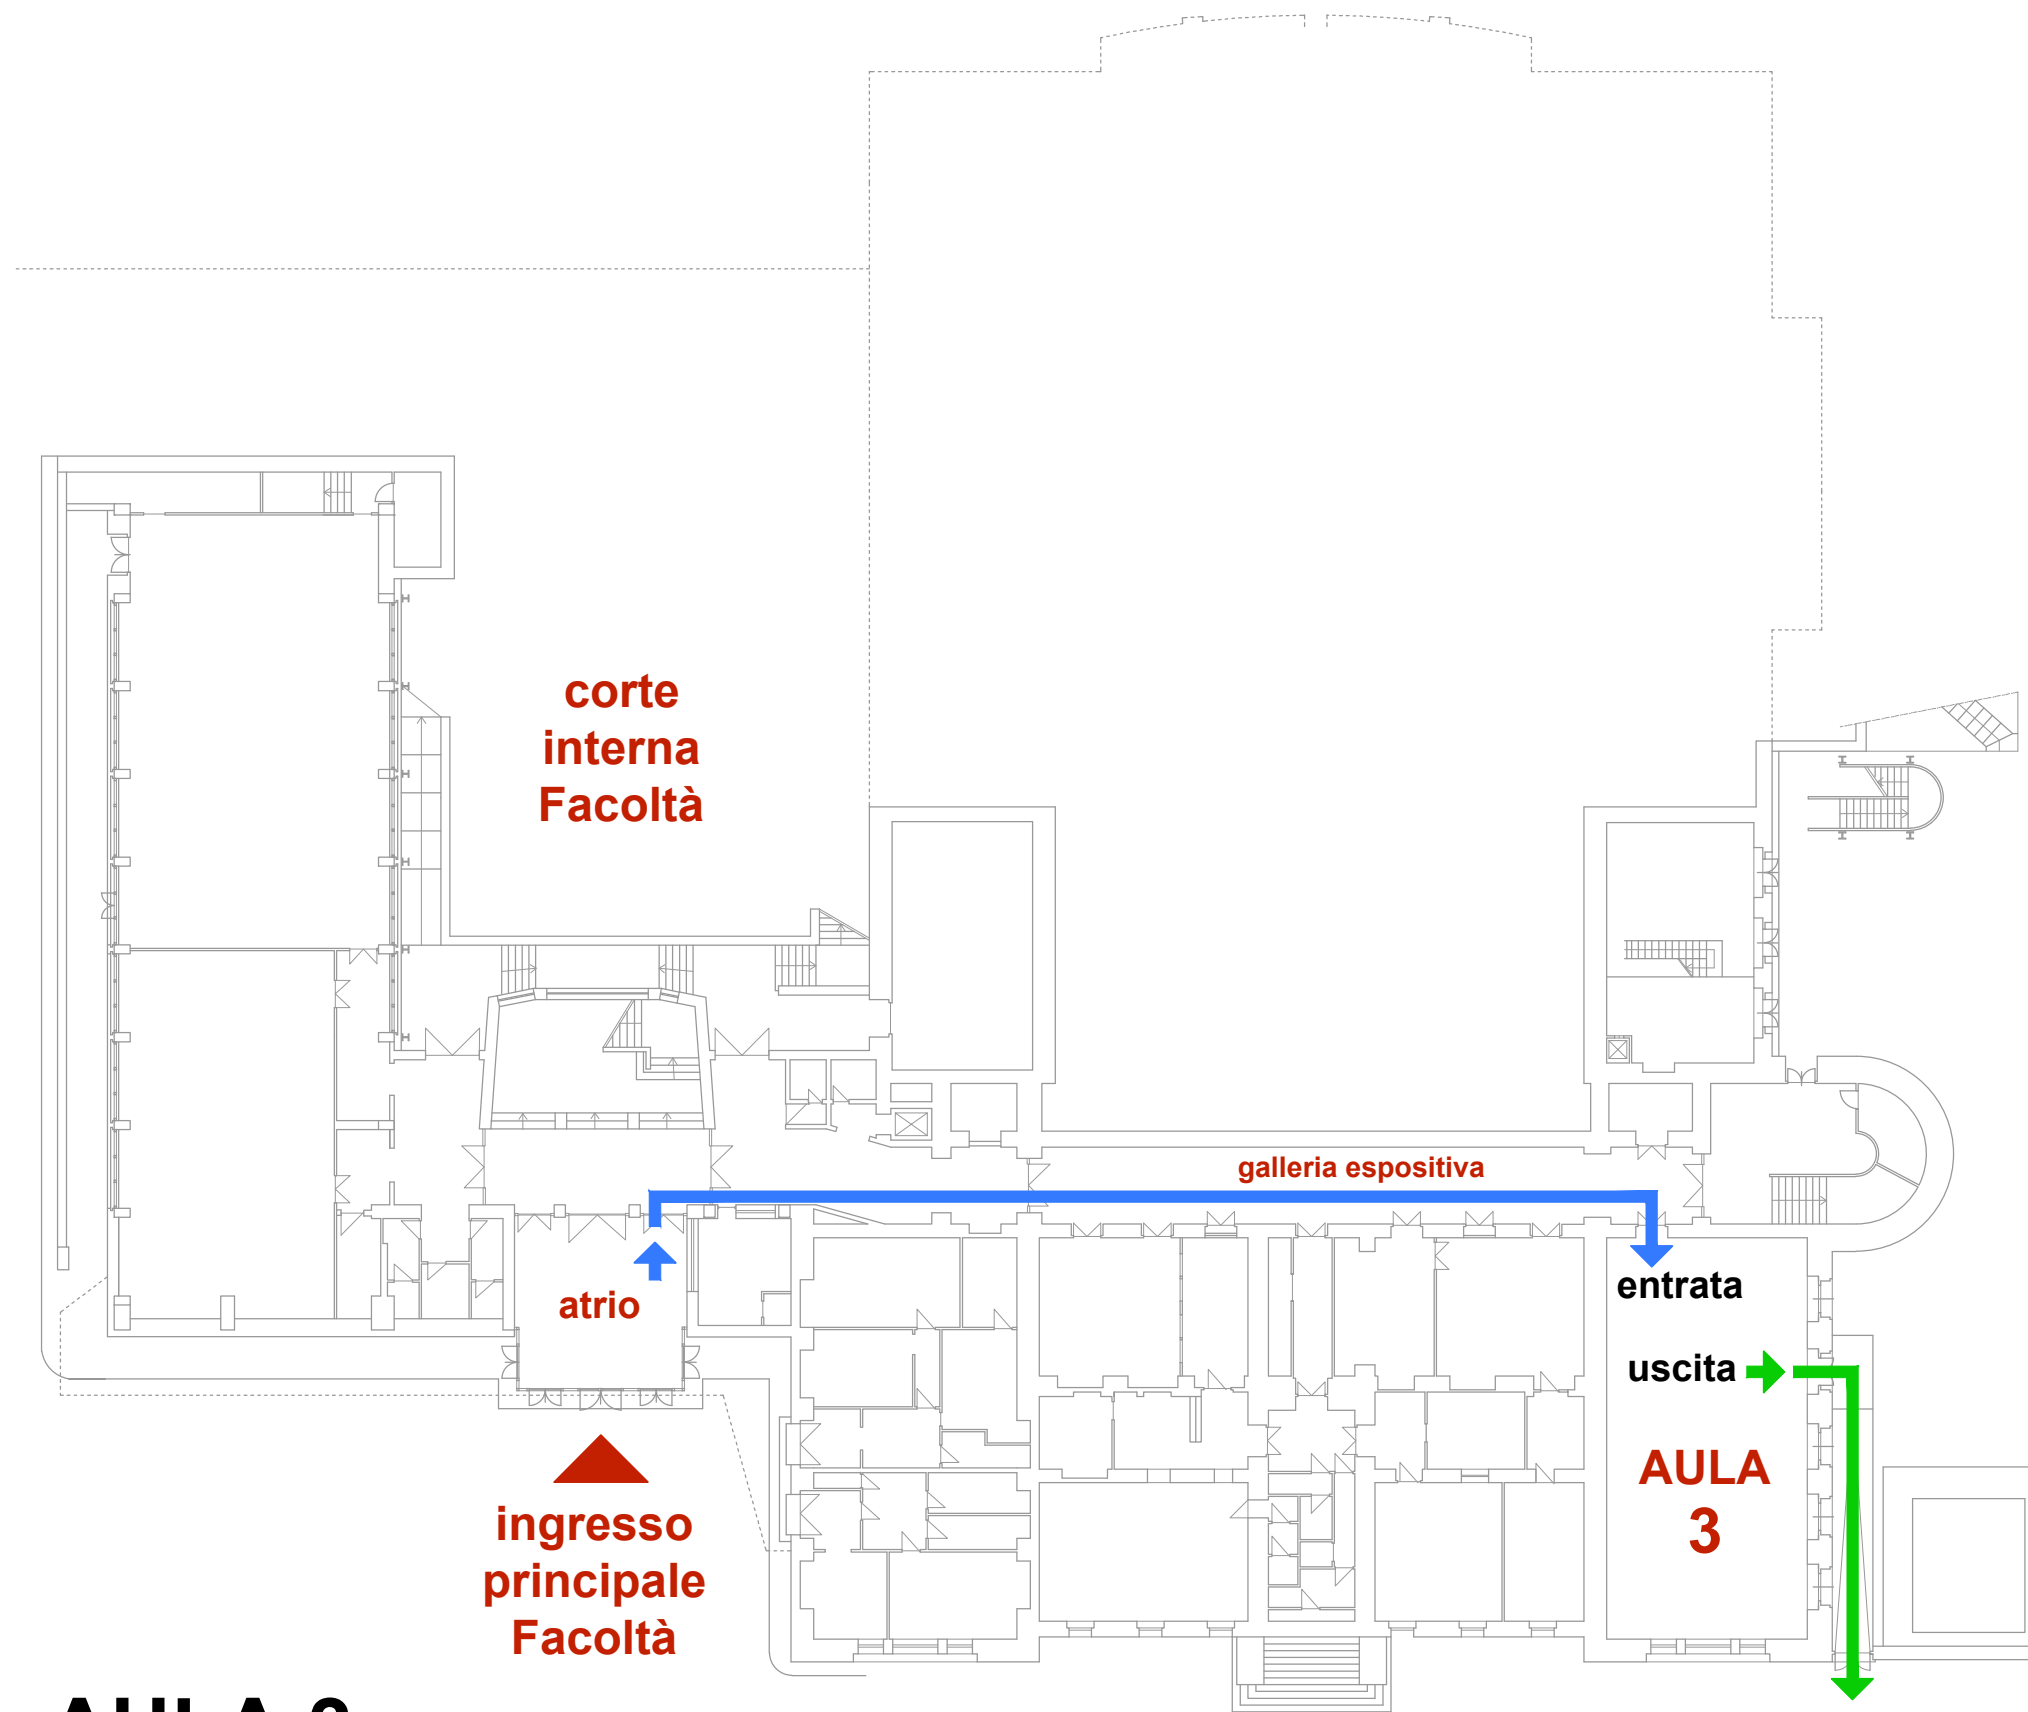 corte
interna
Facoltà
galleria espositiva
entrata
atrio
uscita
AULA
3
ingresso
principale
Facoltà